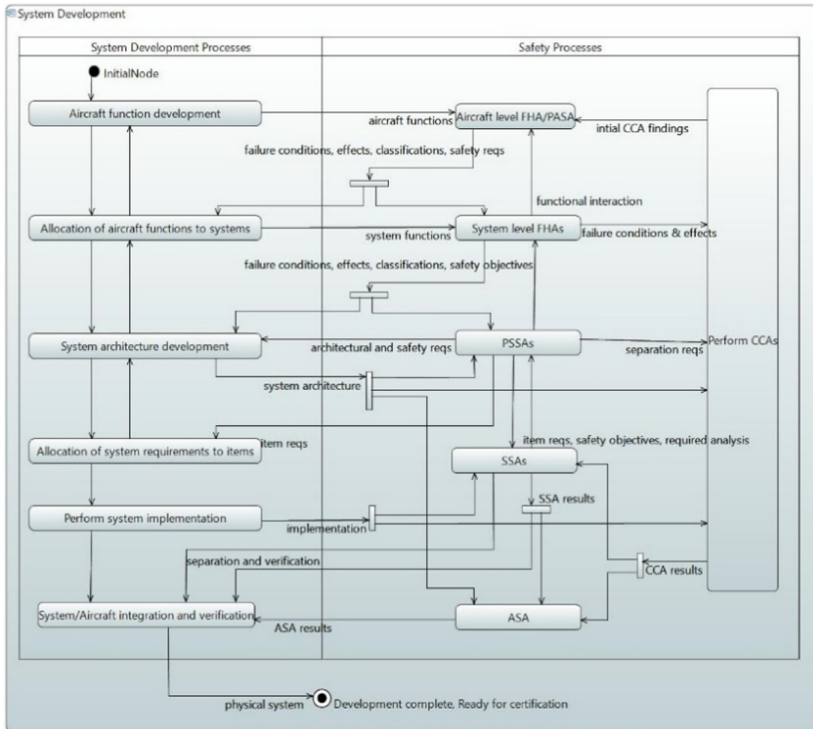 System Development
System Development Processes
Safety Processes
InitialNode
Aircraft function development
aircraft functions
Aircraft level FHA/PASA
intial CCA findings
failure conditions, effects, classifications, safety reqs
functional interaction
Allocation of aircraft functions to systems
system functions
System level FHAs
failure conditions & effects
failure conditions, effects, classifications, safety objectives
System architecture development
architectural and safety reqs
PSSAs
separation reqs
Perform CCAs
system architecture
item reqs
item reqs, safety objectives, required analysis
Allocation of system requirements to items
SSAs
SSA results
Perform system implementation
implementation
separation and verification
CCA results
System/Aircraft integration and verification
ASA results
ASA
physical system
Development complete, Ready for certification